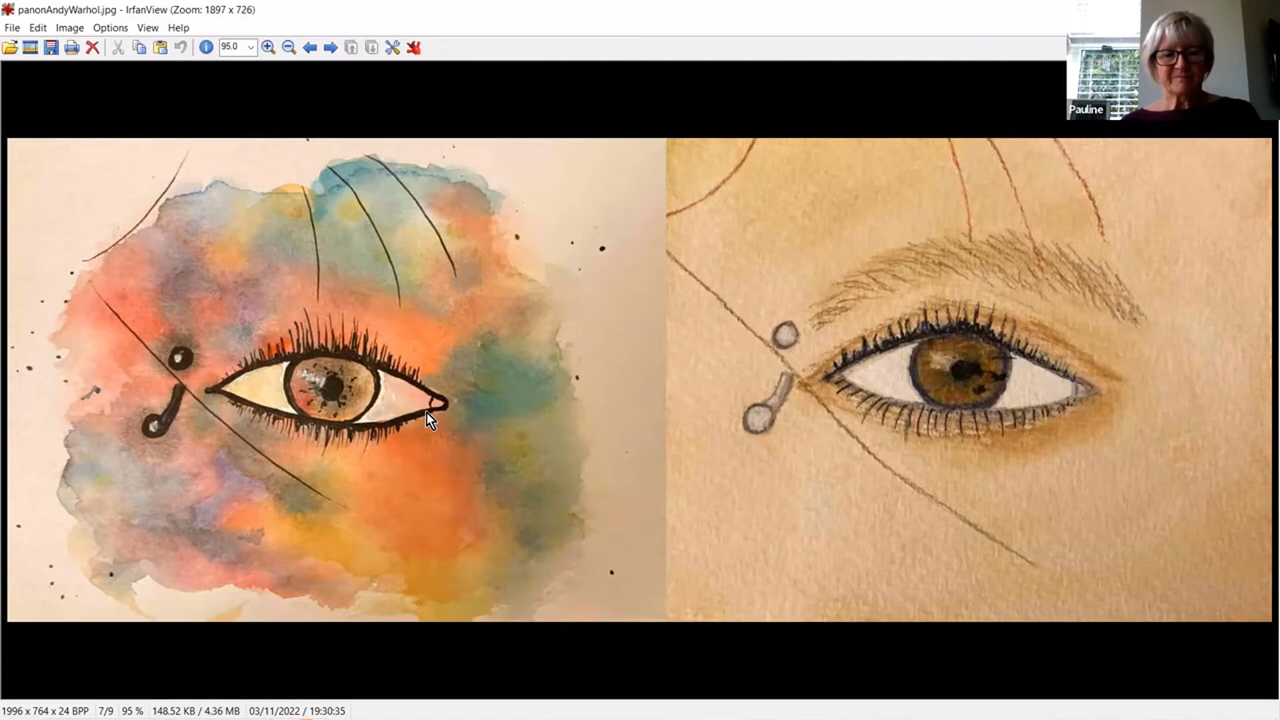 panonAndyWarhol.jpg - IrfanView (Zoom: 1897 x 726)
File Edit Image Options View Help
95.0
Pauline
1996 x 764 x 24 BPP 7/9 95 % 148.52 KB / 4.36 MB 03/11/2022 / 19:30:35